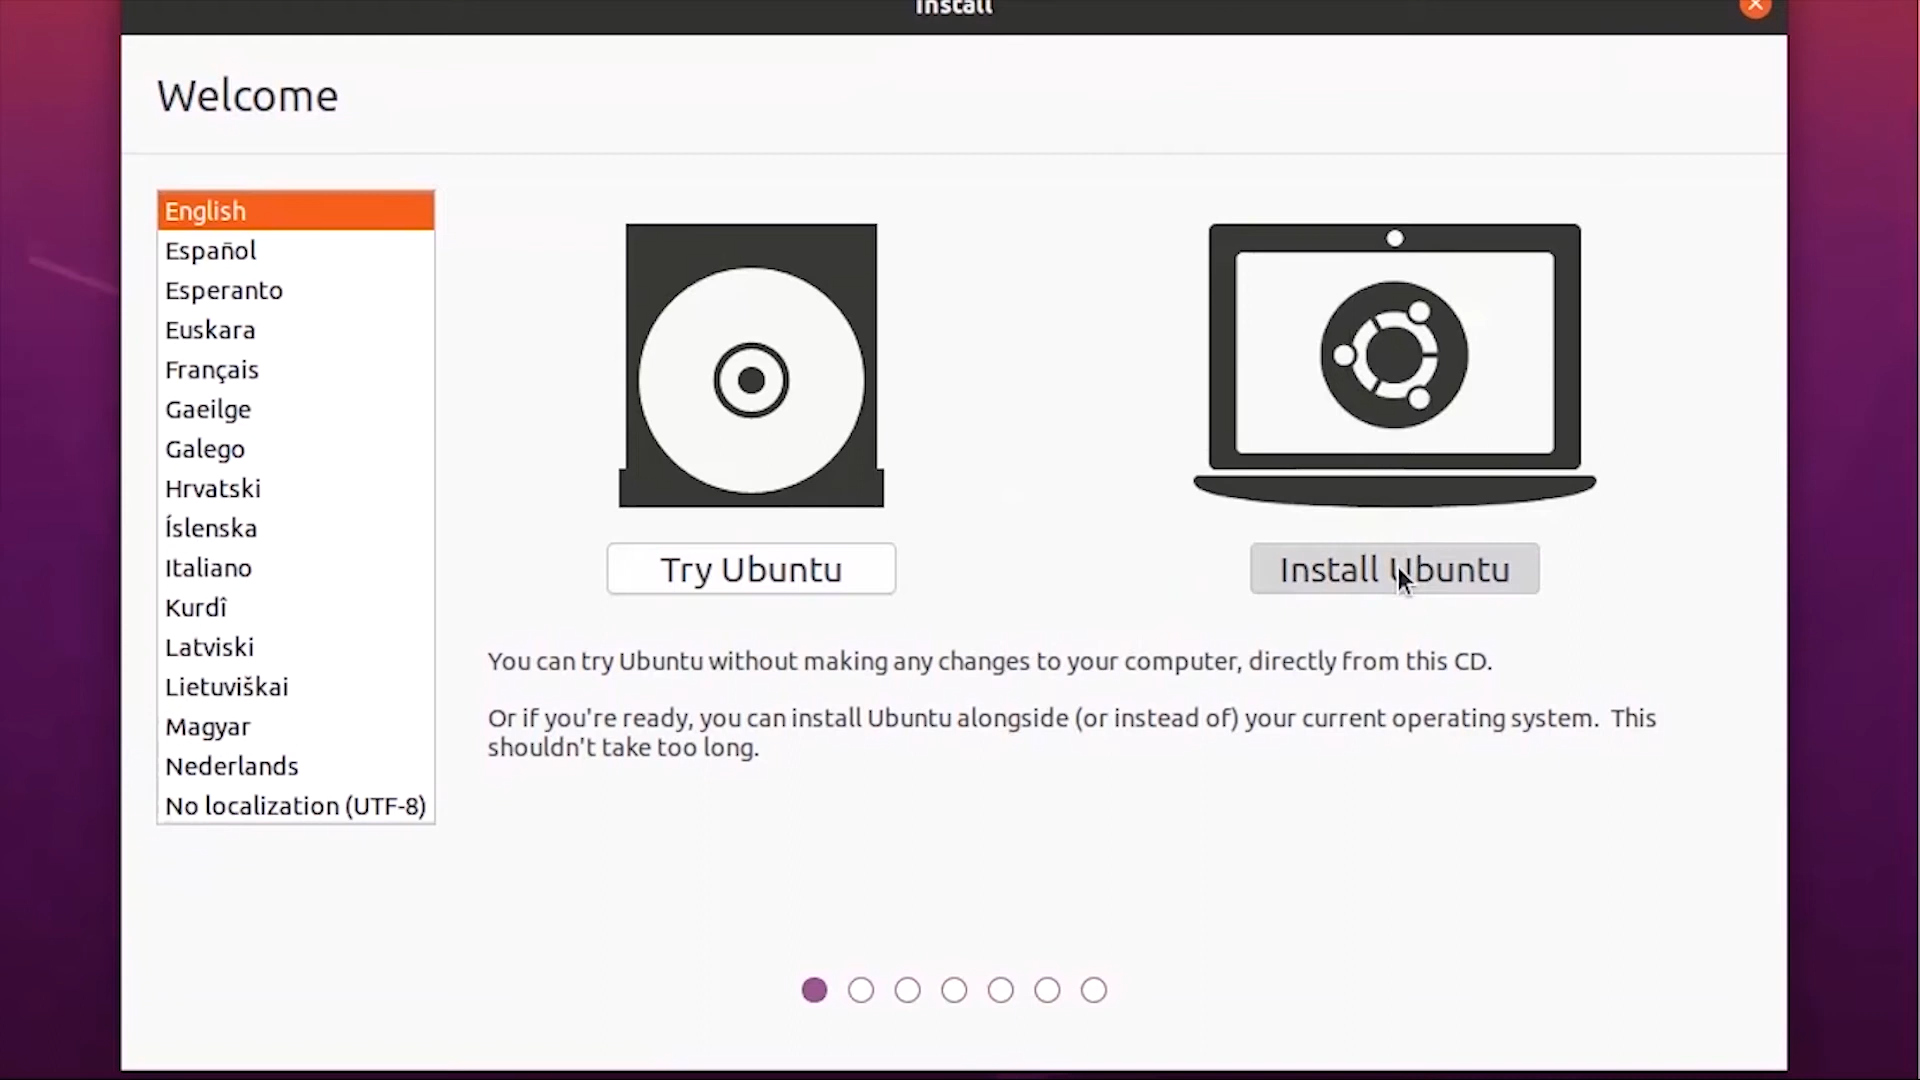 Install
Welcome
English
Español
Esperanto
Euskara
Français
Gaeilge
Galego
Hrvatski
Íslenska
Italiano
Kurdî
Latviski
Lietuviškai
Magyar
Nederlands
No localization (UTF-8)
Try Ubuntu
Install Ubuntu
You can try Ubuntu without making any changes to your computer, directly from this CD.
Or if you're ready, you can install Ubuntu alongside (or instead of) your current operating system. This
shouldn't take too long.